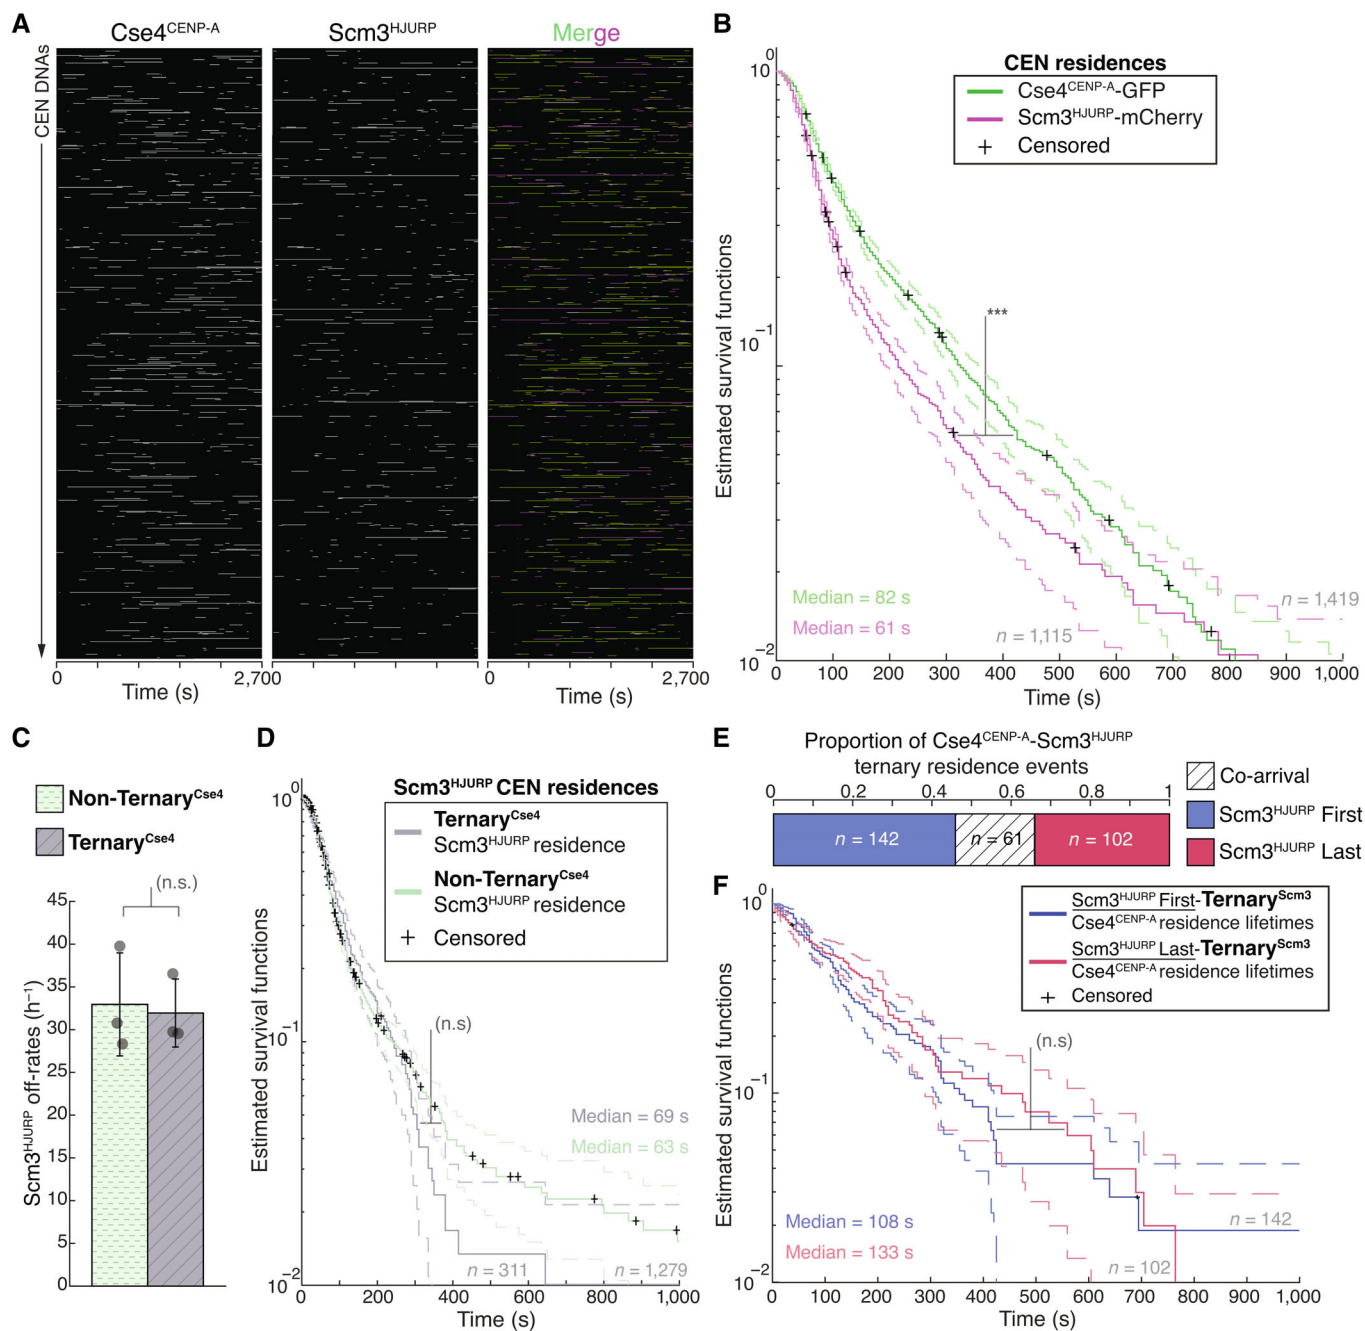 A
Cse4CENP-A
Scm3HJURP
Merge
CEN DNAs
0
2,700
0
2,700
Time (s)
Time (s)
B
CEN residences
Cse4CENP-A-GFP
Scm3HJURP-mCherry
Censored
Estimated survival functions
10^0
10^-1
10^-2
***
Median = 82 s
Median = 61 s
n = 1,115
n = 1,419
0 100 200 300 400 500 600 700 800 900 1,000
Time (s)
C
Non-TernaryCse4
TernaryCse4
(n.s.)
Scm3HJURP off-rates (h−1)
45
40
35
30
25
20
15
10
5
0
D
Scm3HJURP CEN residences
TernaryCse4
Scm3HJURP residence
Non-TernaryCse4
Scm3HJURP residence
Censored
Estimated survival functions
10^0
10^-1
10^-2
(n.s)
Median = 69 s
Median = 63 s
n = 311
n = 1,279
0 200 400 600 800 1,000
Time (s)
E
Proportion of Cse4CENP-A-Scm3HJURP
ternary residence events
0 0.2 0.4 0.6 0.8 1
n = 142
n = 61
n = 102
Co-arrival
Scm3HJURP First
Scm3HJURP Last
F
Scm3HJURP First-TernaryScm3
Cse4CENP-A residence lifetimes
Scm3HJURP Last-TernaryScm3
Cse4CENP-A residence lifetimes
Censored
Estimated survival functions
10^0
10^-1
10^-2
(n.s)
Median = 108 s
Median = 133 s
n = 142
n = 102
0 100 200 300 400 500 600 700 800 900 1,000
Time (s)